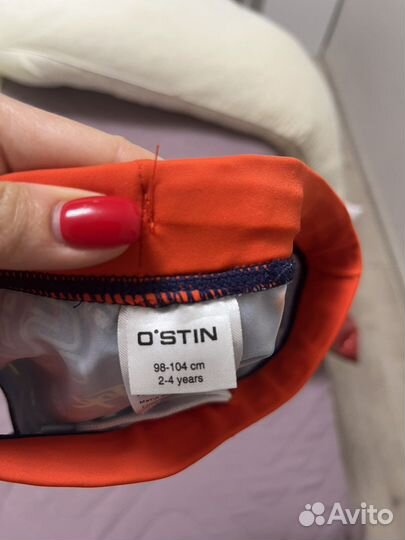 O'STIN
98-104 cm
2-4 years
Avito